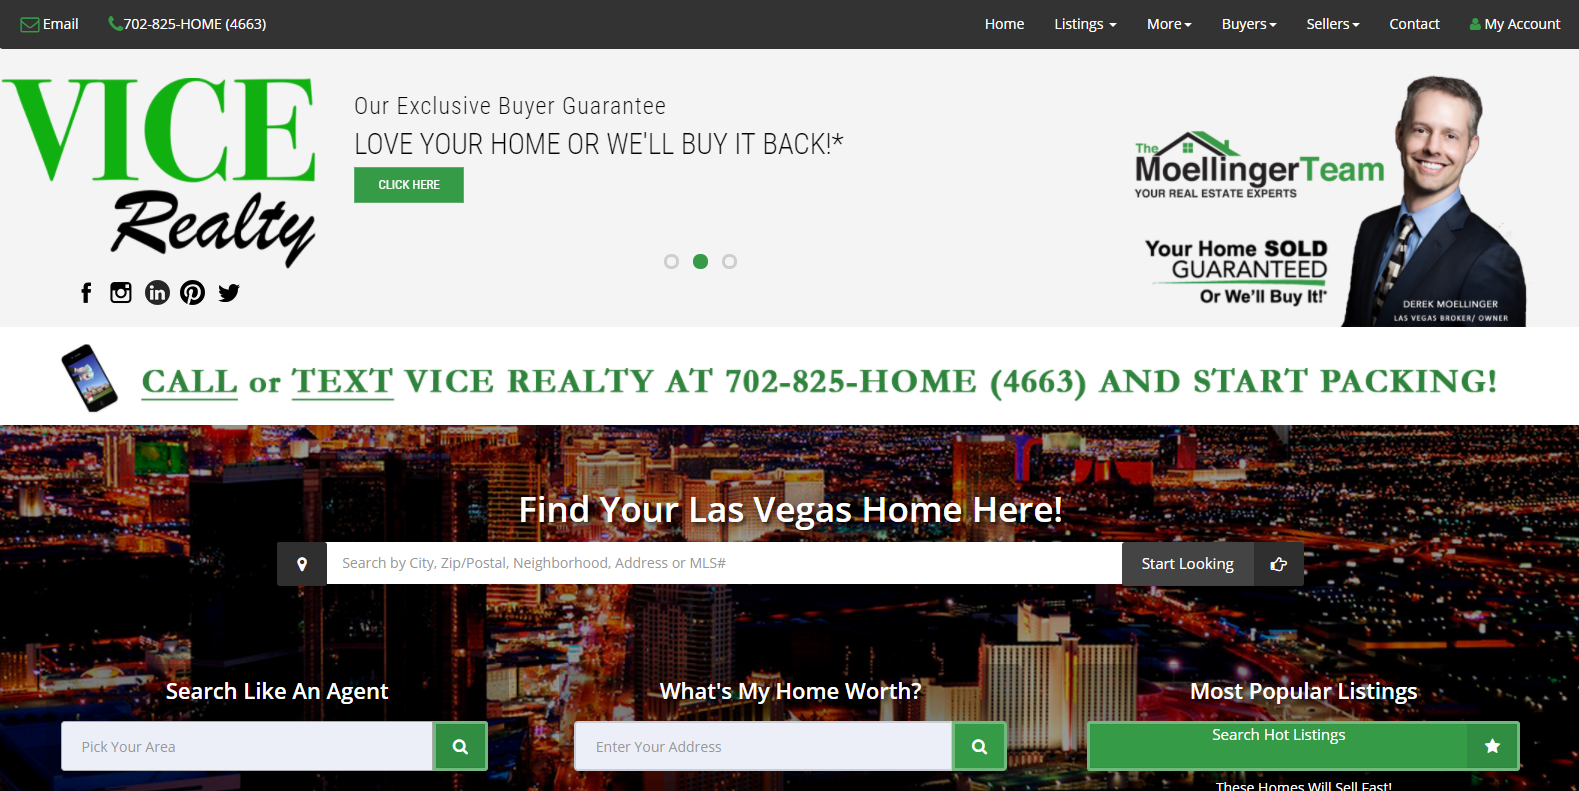 Email
702-825-HOME (4663)
Home
Listings
More
Buyers
Sellers
Contact
My Account
VICE
Realty
Our Exclusive Buyer Guarantee
LOVE YOUR HOME OR WE'LL BUY IT BACK!*
CLICK HERE
The
MoellingerTeam
YOUR REAL ESTATE EXPERTS
Your Home SOLD
GUARANTEED
Or We'll Buy It!*
DEREK MOELLINGER
LAS VEGAS BROKER/ OWNER
CALL or TEXT VICE REALTY AT 702-825-HOME (4663) AND START PACKING!
Find Your Las Vegas Home Here!
Search by City, Zip/Postal, Neighborhood, Address or MLS#
Start Looking
Search Like An Agent
What's My Home Worth?
Most Popular Listings
Pick Your Area
Enter Your Address
Search Hot Listings
These Homes Will Sell Fast!